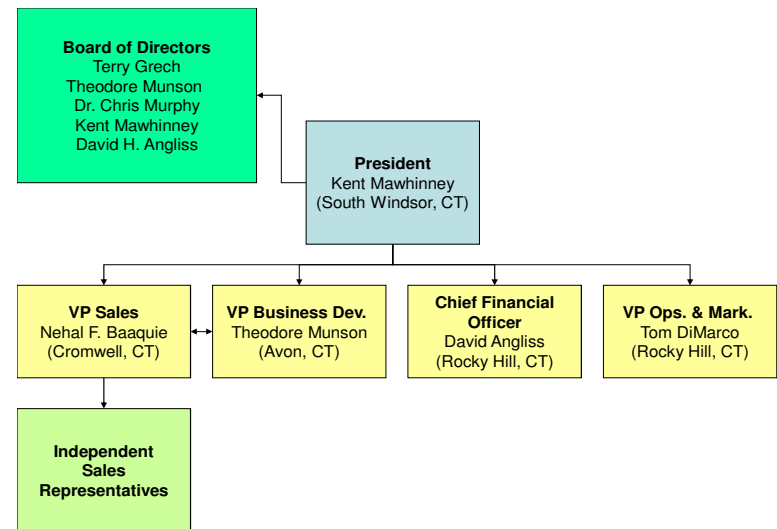 Board of Directors
Terry Grech
Theodore Munson
Dr. Chris Murphy
Kent Mawhinney
David H. Angliss
President
Kent Mawhinney
(South Windsor, CT)
VP Sales
Nehal F. Baaquie
(Cromwell, CT)
VP Business Dev.
Theodore Munson
(Avon, CT)
Chief Financial
Officer
David Angliss
(Rocky Hill, CT)
VP Ops. & Mark.
Tom DiMarco
(Rocky Hill, CT)
Independent
Sales
Representatives